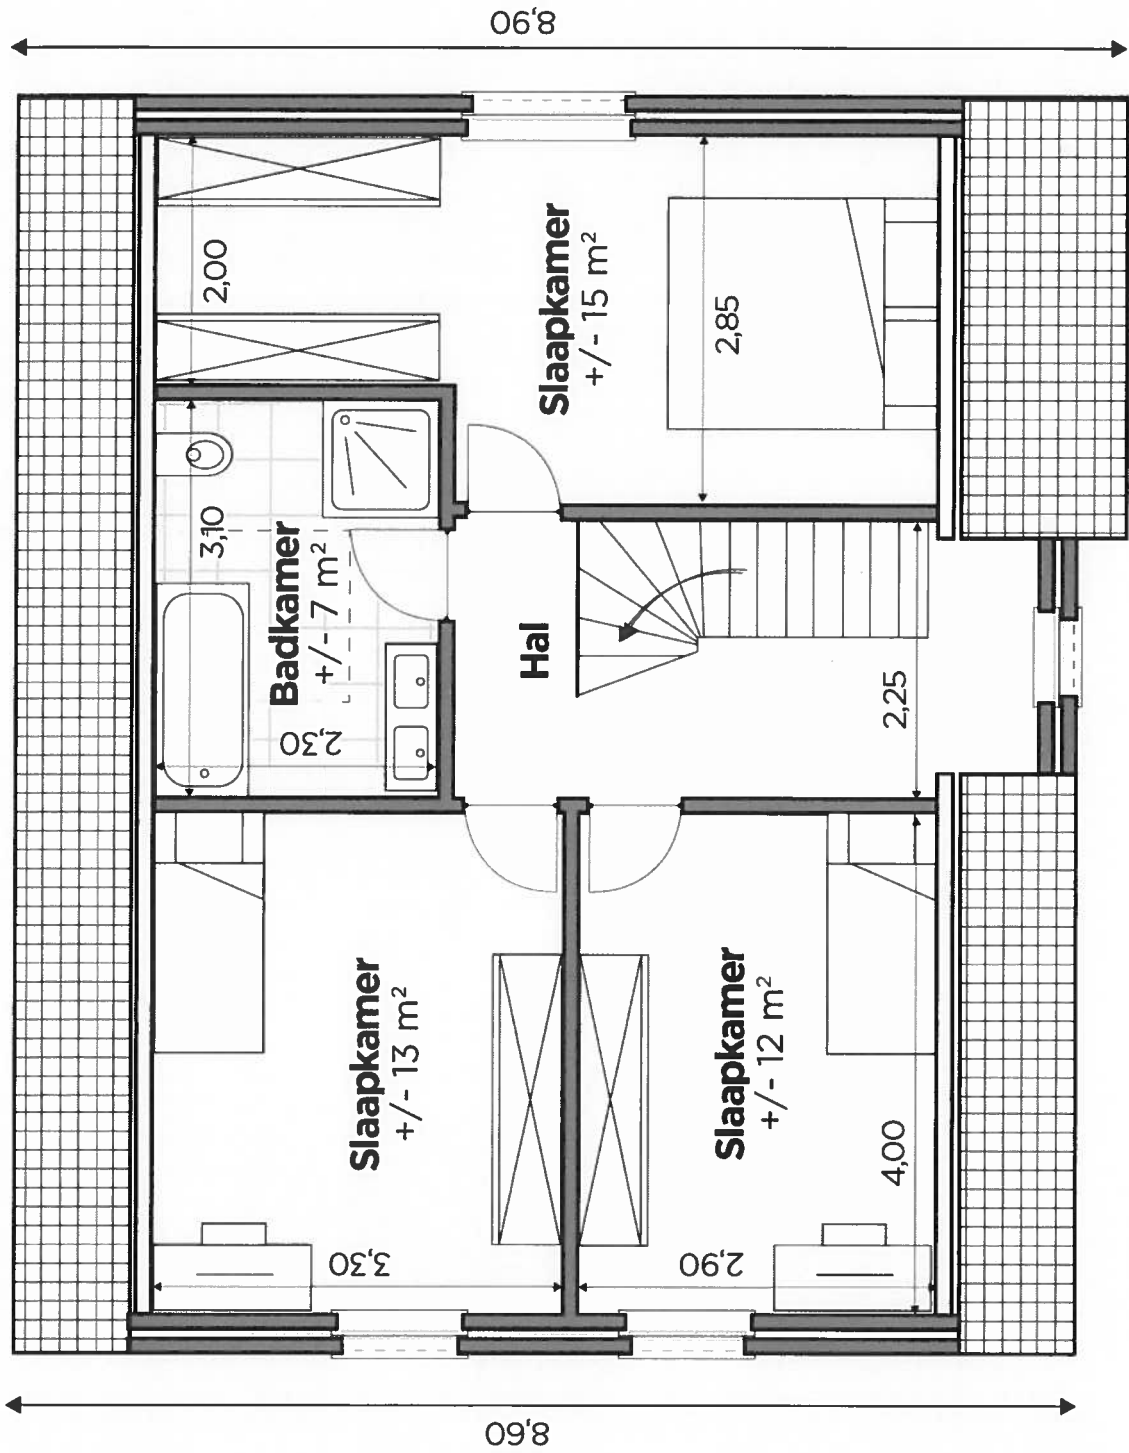 8,90
2,00
Slaapkamer
+/- 15 m²
2,85
3,10
Badkamer
+/- 7 m²
2,30
Hal
2,25
Slaapkamer
+/- 13 m²
3,30
Slaapkamer
+/- 12 m²
2,90
4,00
8,60